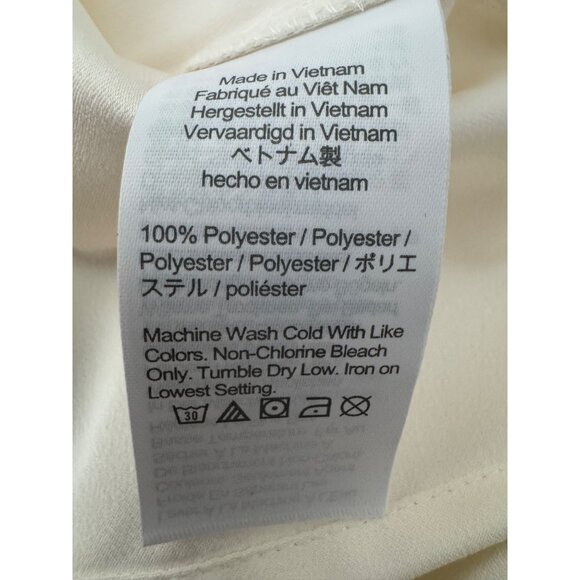 Made in Vietnam
Fabriqué au Viêt Nam
Hergestellt in Vietnam
Vervaardigd in Vietnam
ベトナム製
hecho en vietnam
100% Polyester / Polyester /
Polyester / Polyester / ポリエ
ステル / poliéster
Machine Wash Cold With Like
Colors. Non-Chlorine Bleach
Only. Tumble Dry Low. Iron on
Lowest Setting.
30